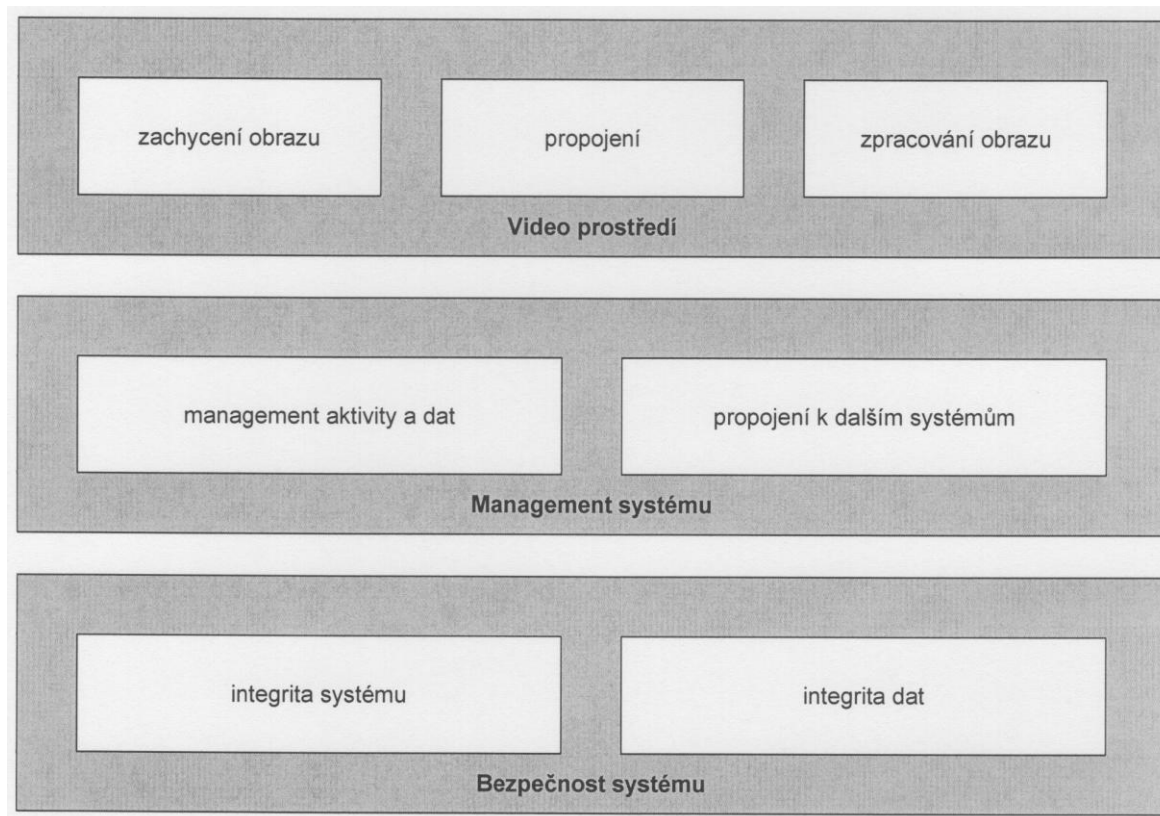 zachycení obrazu
propojení
zpracování obrazu
Video prostředí
management aktivity a dat
propojení k dalším systémům
Management systému
integrita systému
integrita dat
Bezpečnost systému